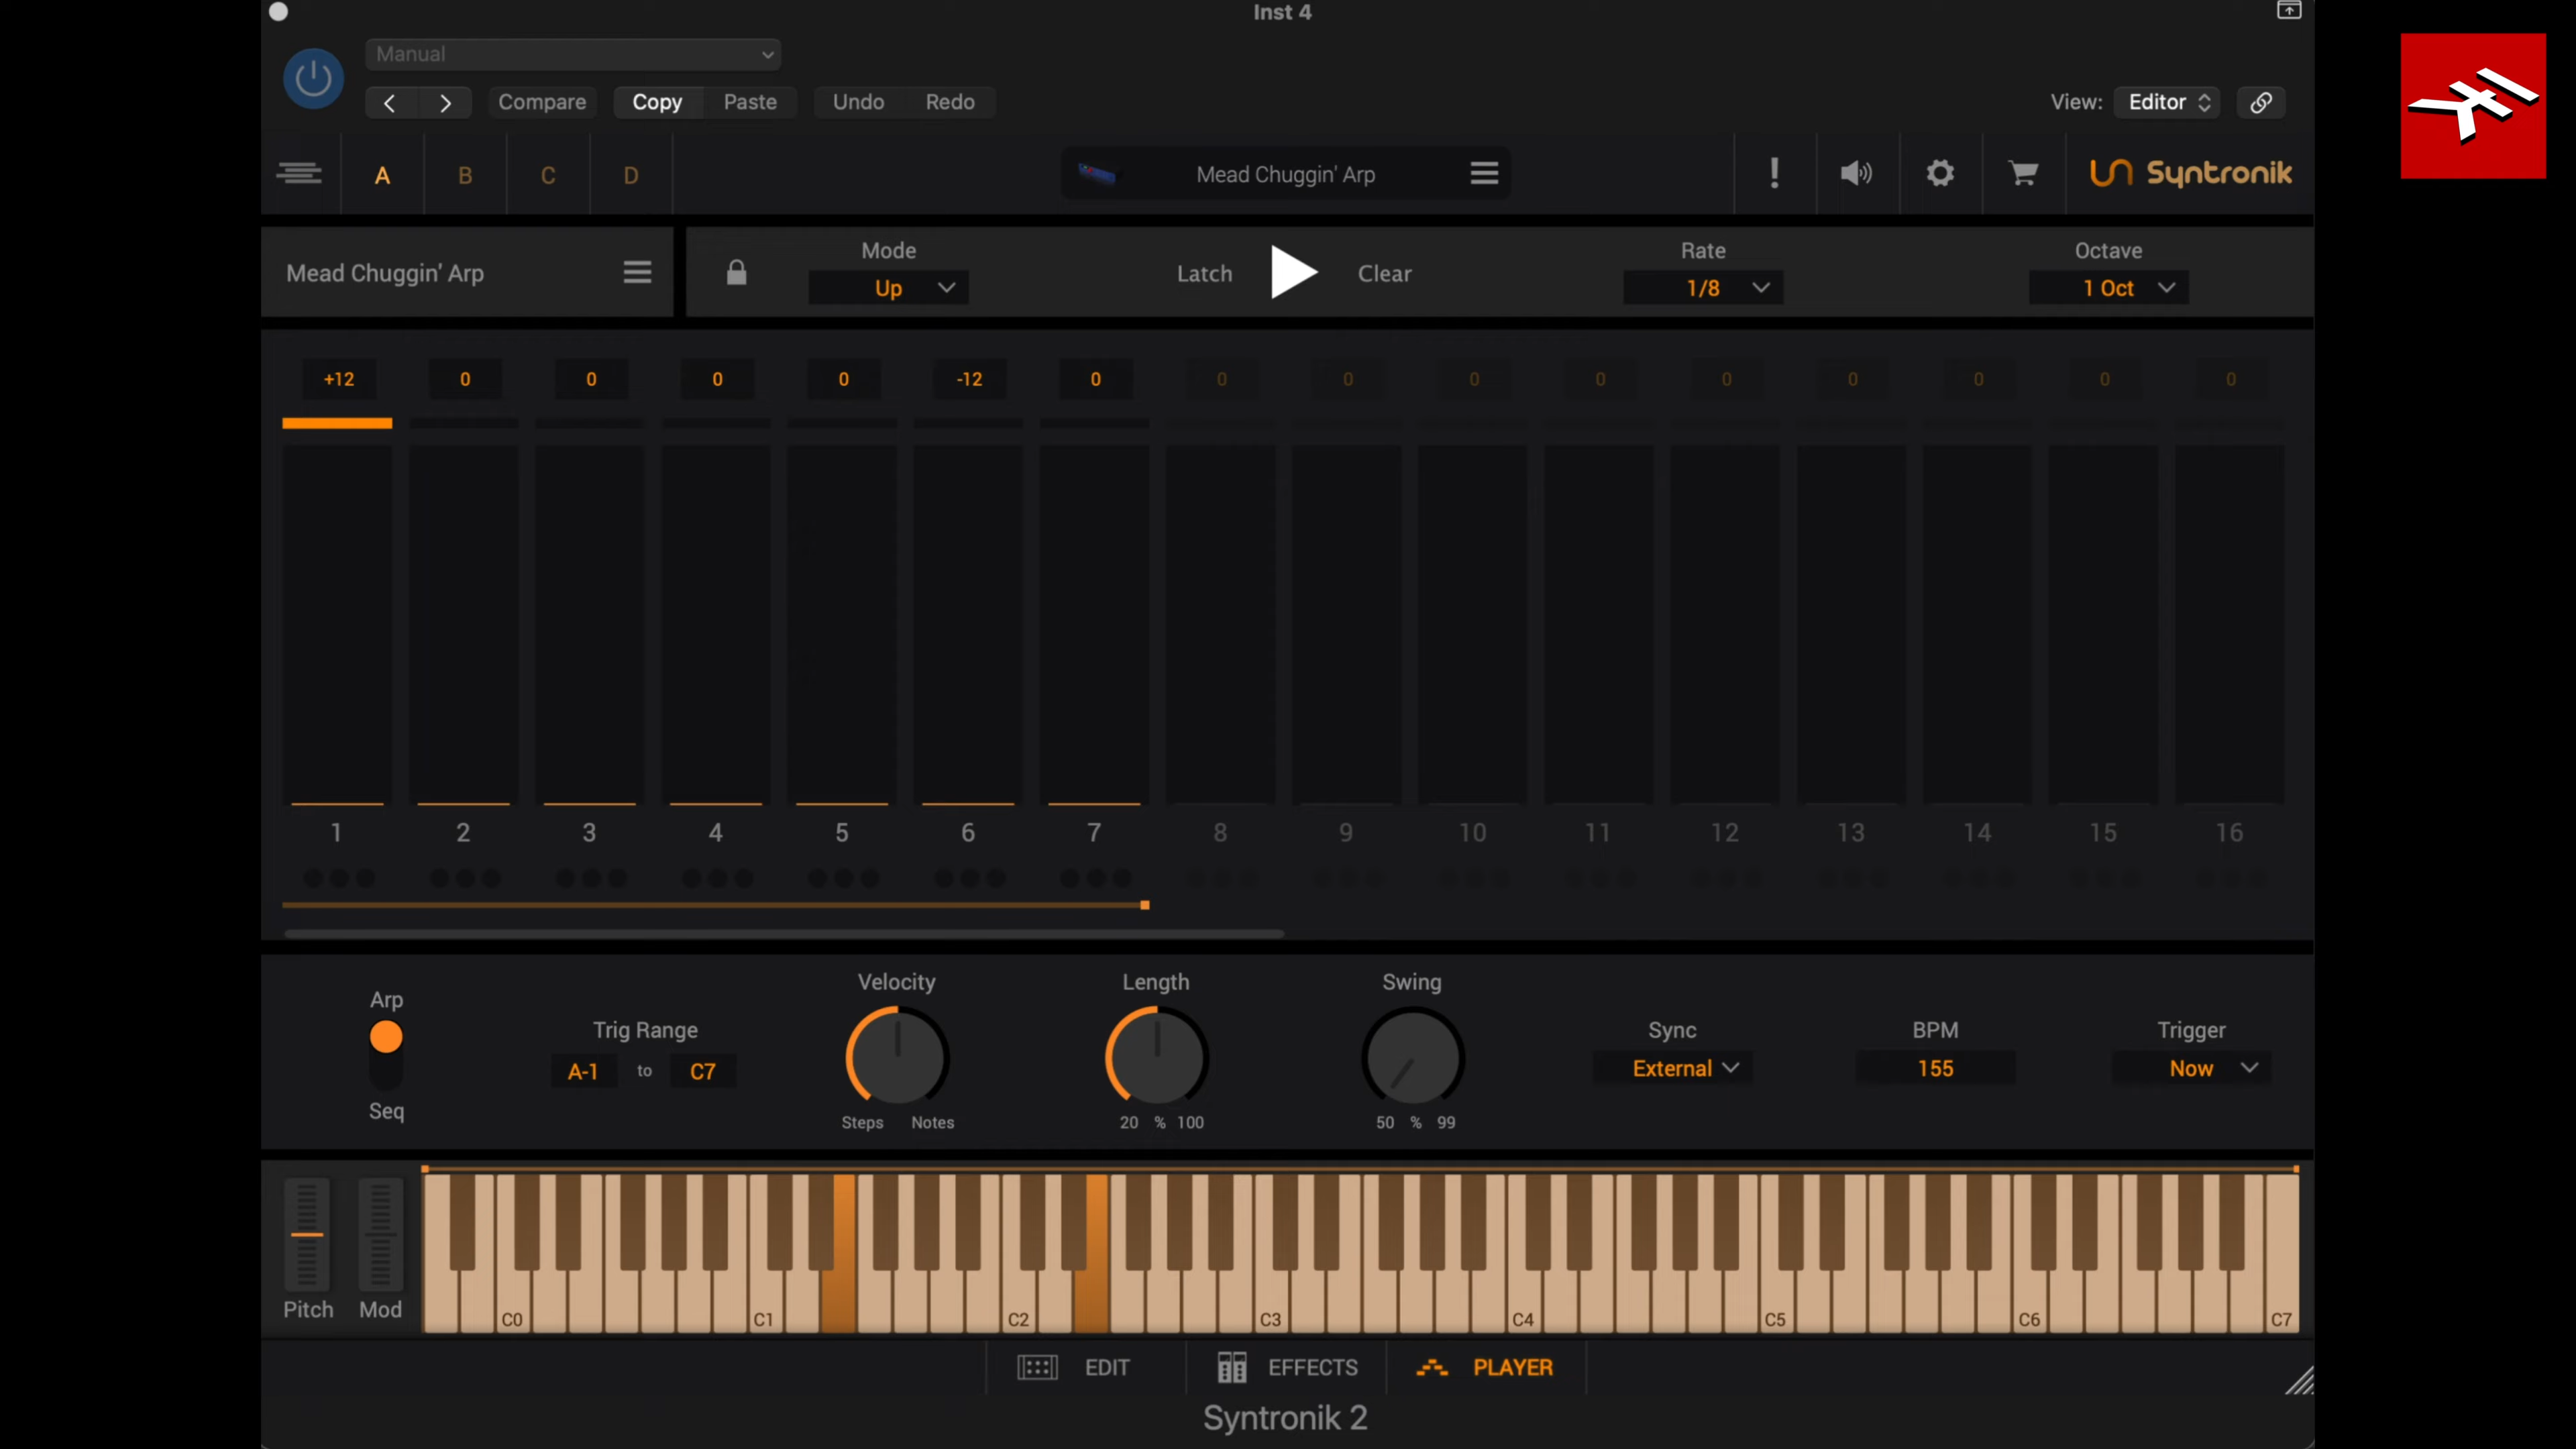 Inst 4
Manual
Compare Copy Paste Undo Redo View: Editor
A B C D Mead Chuggin' Arp ! Syntronik
Mead Chuggin' Arp Mode Up Latch Clear Rate 1/8 Octave 1 Oct
+12 0 0 0 0 -12 0 0 0 0 0 0 0 0 0 0
1 2 3 4 5 6 7 8 9 10 11 12 13 14 15 16
Arp
Seq
Trig Range
A-1 to C7
Velocity
Steps Notes
Length
20 % 100
Swing
50 % 99
Sync
External
BPM
155
Trigger
Now
Pitch Mod
C0 C1 C2 C3 C4 C5 C6 C7
EDIT EFFECTS PLAYER
Syntronik 2